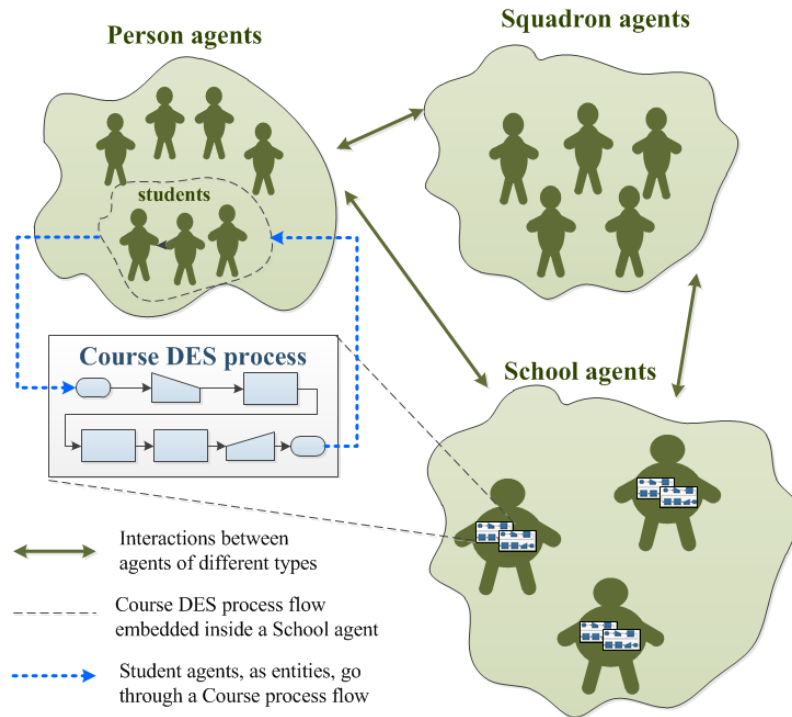 Person agents
Squadron agents
students
Course DES process
School agents
Interactions between
agents of different types
Course DES process flow
embedded inside a School agent
Student agents, as entities, go
through a Course process flow